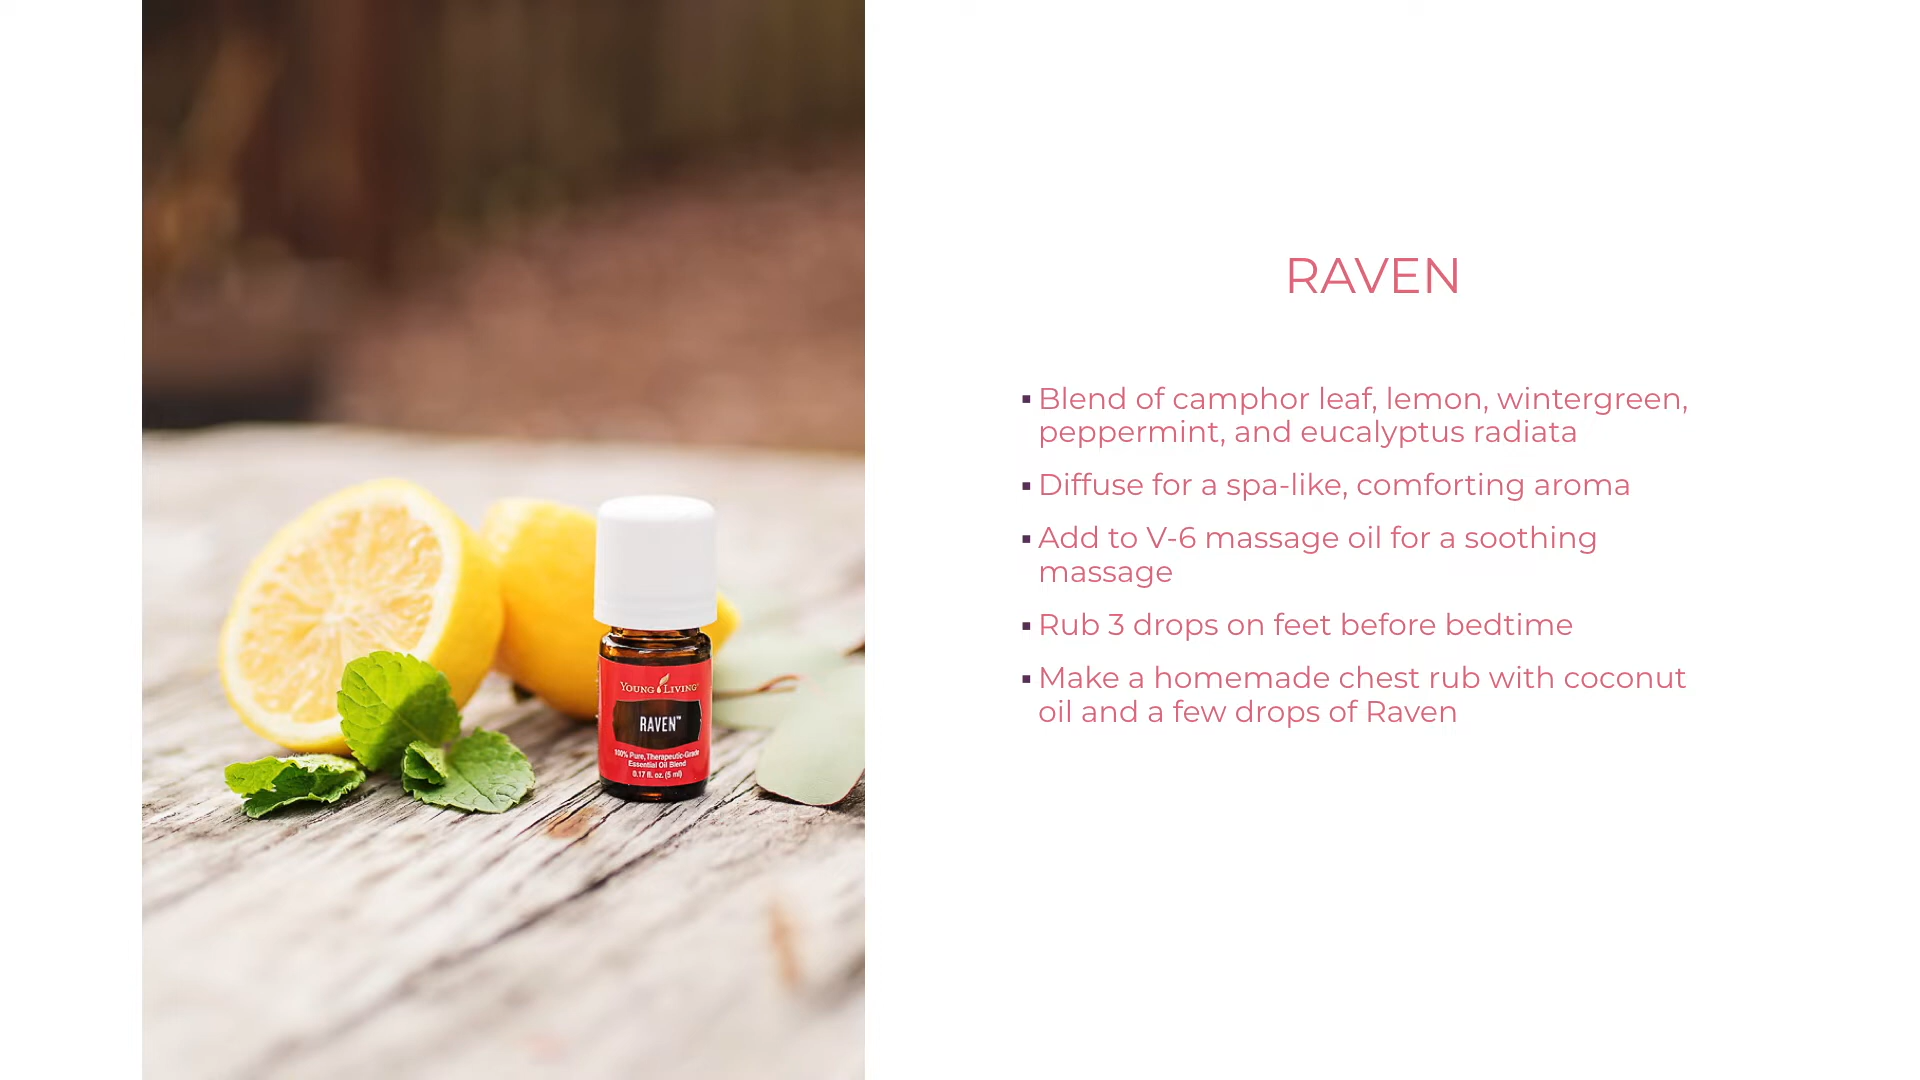 RAVEN
▪ Blend of camphor leaf, lemon, wintergreen,
peppermint, and eucalyptus radiata
▪ Diffuse for a spa-like, comforting aroma
▪ Add to V-6 massage oil for a soothing
massage
▪ Rub 3 drops on feet before bedtime
▪ Make a homemade chest rub with coconut
oil and a few drops of Raven
YOUNG LIVING®
RAVEN™
100% Pure, Therapeutic-Grade
Essential Oil Blend
0.17 fl. oz. (5 ml)